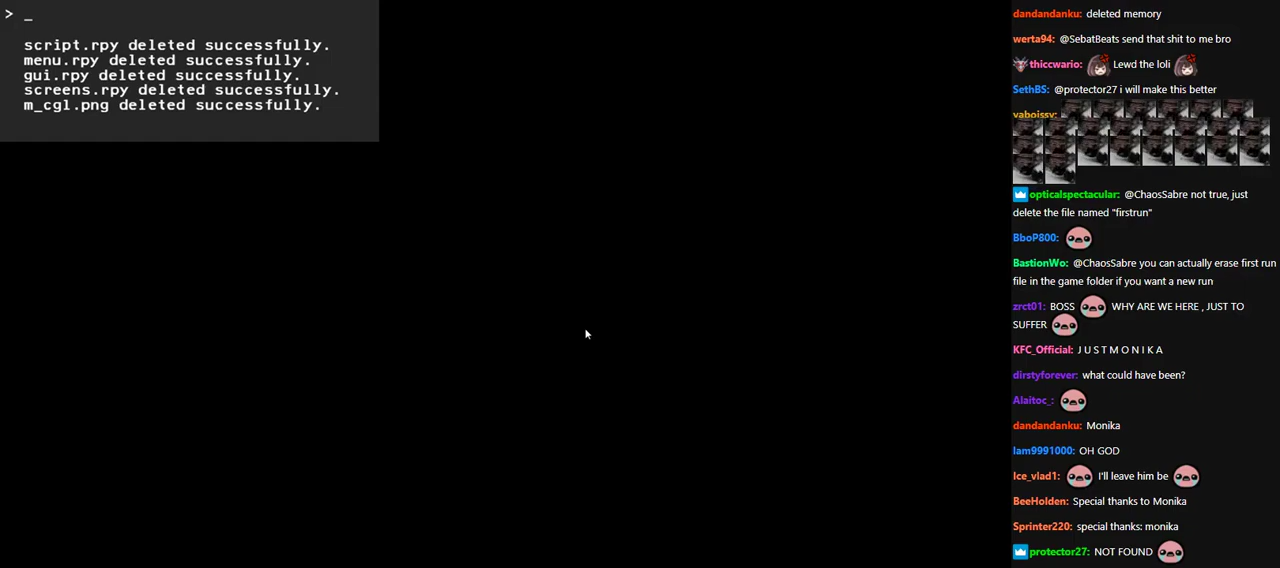 > _
script.rpy deleted successfully.
menu.rpy deleted successfully.
gui.rpy deleted successfully.
screens.rpy deleted successfully.
m_cg1.png deleted successfully.
dandandanku: deleted memory
werta94: @SebatBeats send that shit to me bro
thiccwario: Lewd the loli
SethBS: @protector27 i will make this better
yaboissy:
opticalspectacular: @ChaosSabre not true, just
delete the file named "firstrun"
BboP800:
BastionWo: @ChaosSabre you can actually erase first run
file in the game folder if you want a new run
zrct01: BOSS WHY ARE WE HERE , JUST TO
SUFFER
KFC_Official: J U S T M O N I K A
dirstyforever: what could have been?
Alaitoc_:
dandandanku: Monika
lam9991000: OH GOD
Ice_vlad1: I'll leave him be
BeeHolden: Special thanks to Monika
Sprinter220: special thanks: monika
protector27: NOT FOUND